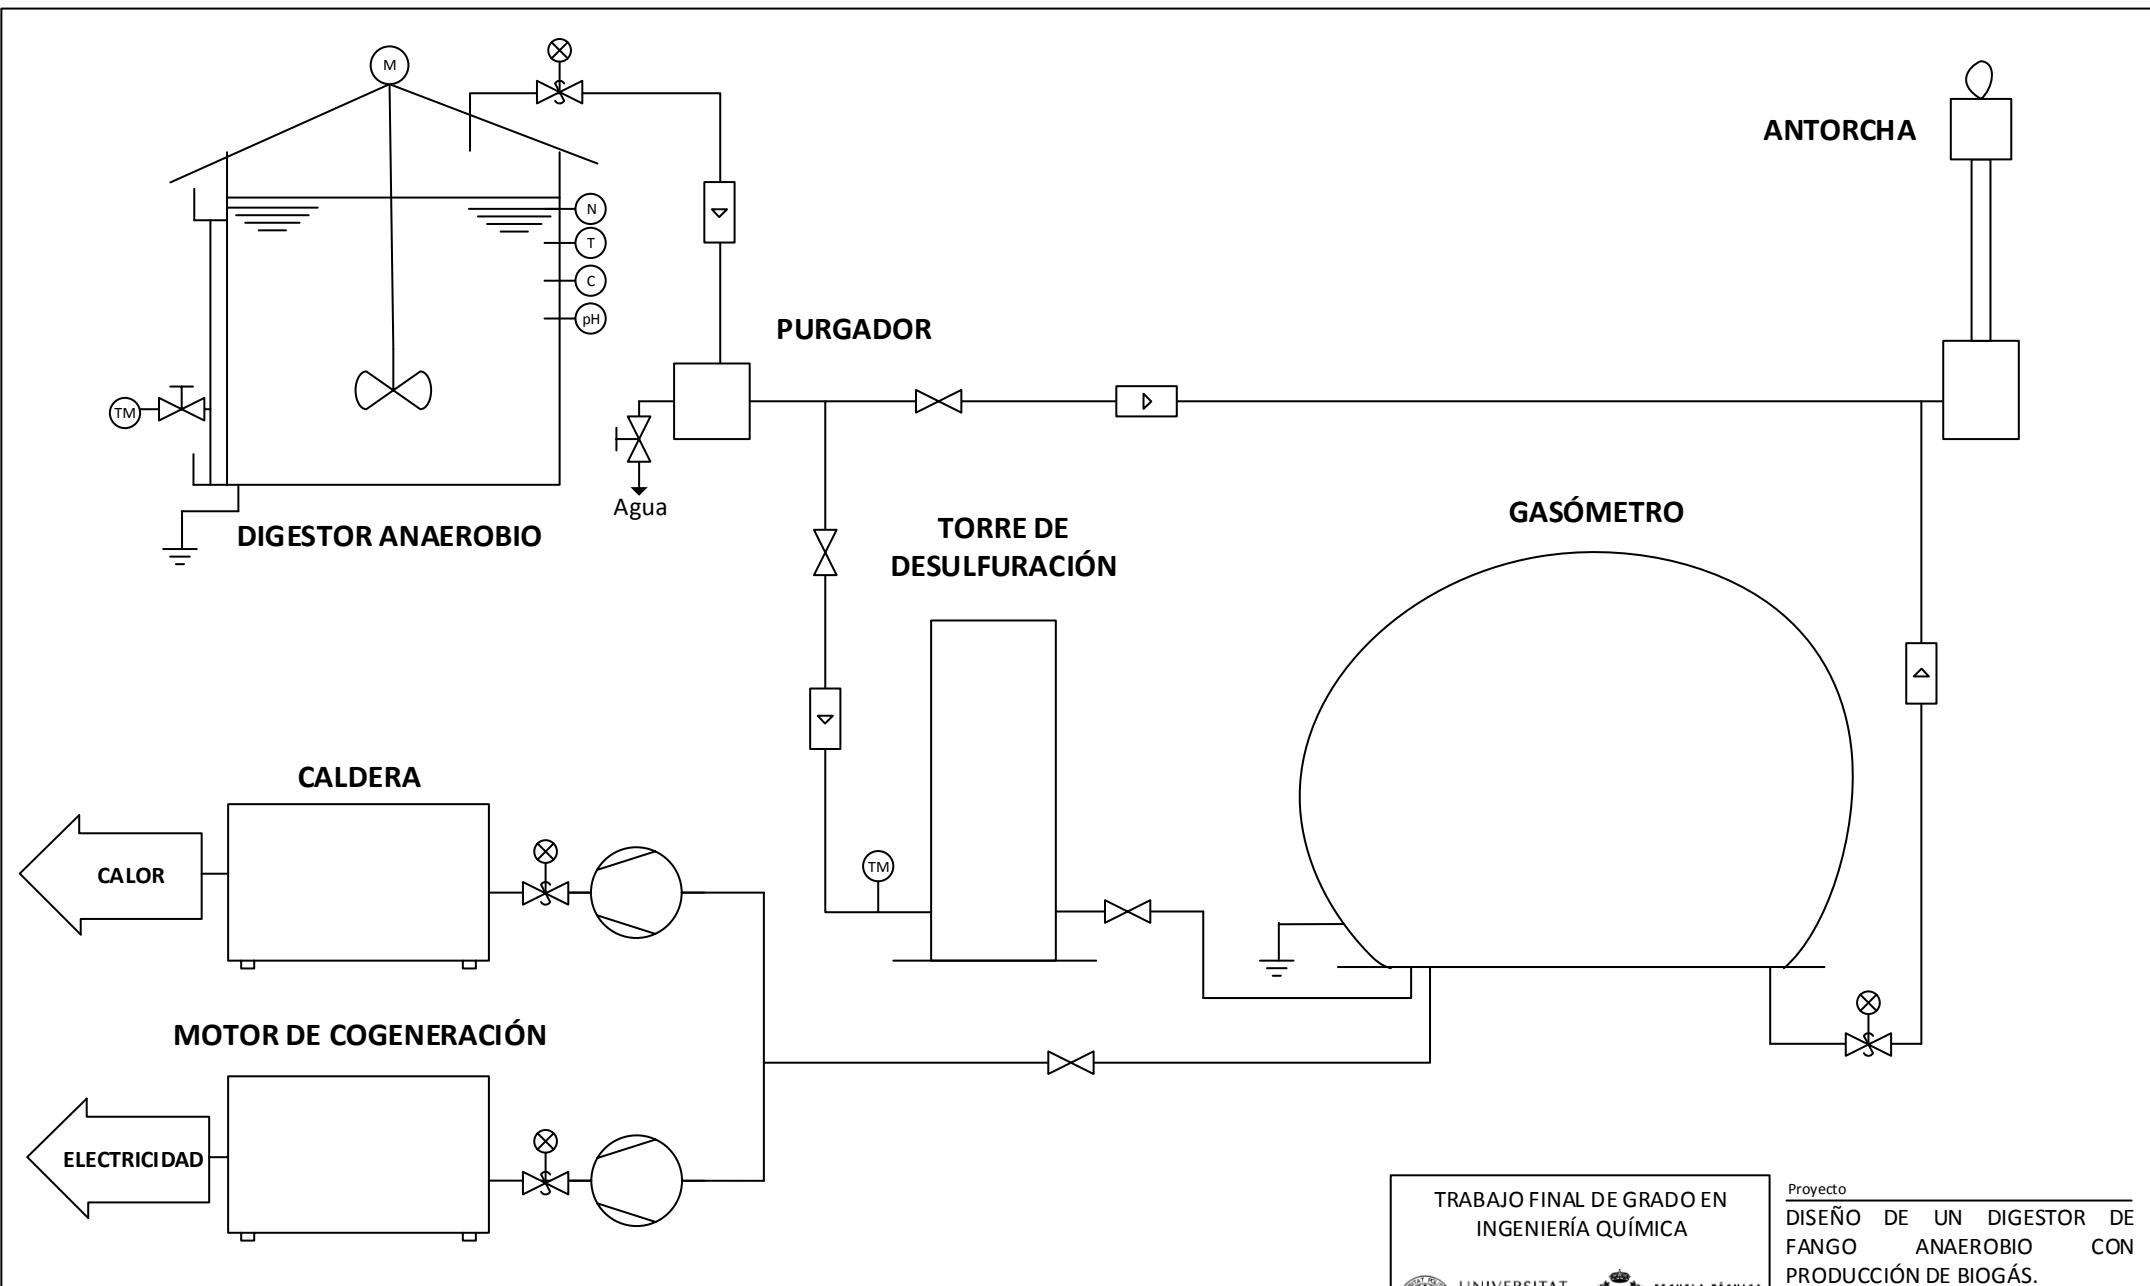 M
ANTORCHA
N
T
C
pH
PURGADOR
TM
Agua
DIGESTOR ANAEROBIO
TORRE DE
DESULFURACIÓN
GASÓMETRO
CALDERA
CALOR
TM
MOTOR DE COGENERACIÓN
ELECTRICIDAD
TRABAJO FINAL DE GRADO EN
INGENIERÍA QUÍMICA
Proyecto
DISEÑO DE UN DIGESTOR DE
FANGO ANAEROBIO CON
PRODUCCIÓN DE BIOGÁS.
UNIVERSITAT